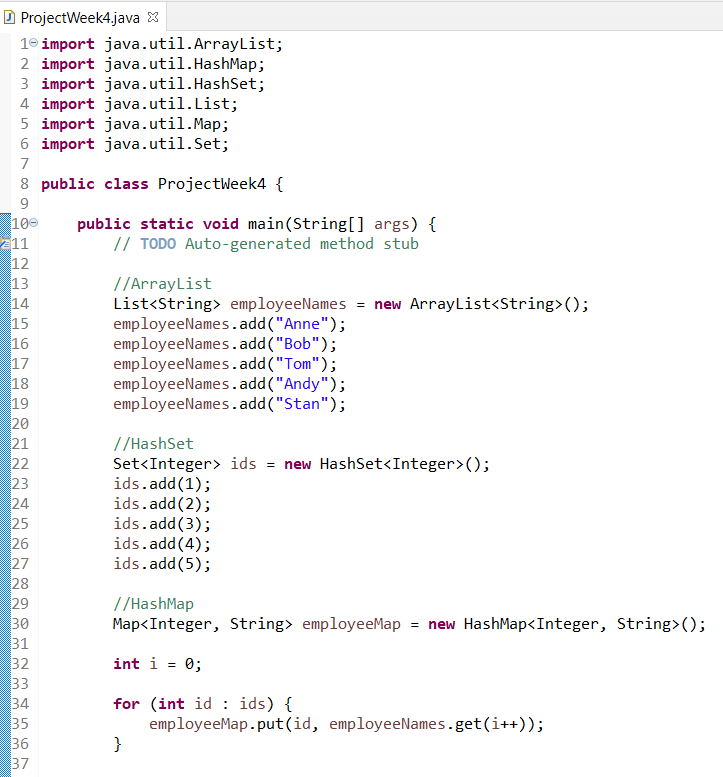 ProjectWeek4.java
1 import java.util.ArrayList;
2 import java.util.HashMap;
3 import java.util.HashSet;
4 import java.util.List;
5 import java.util.Map;
6 import java.util.Set;
7
8 public class ProjectWeek4 {
9
10     public static void main(String[] args) {
11         // TODO Auto-generated method stub
12
13         //ArrayList
14         List<String> employeeNames = new ArrayList<String>();
15         employeeNames.add("Anne");
16         employeeNames.add("Bob");
17         employeeNames.add("Tom");
18         employeeNames.add("Andy");
19         employeeNames.add("Stan");
20
21         //HashSet
22         Set<Integer> ids = new HashSet<Integer>();
23         ids.add(1);
24         ids.add(2);
25         ids.add(3);
26         ids.add(4);
27         ids.add(5);
28
29         //HashMap
30         Map<Integer, String> employeeMap = new HashMap<Integer, String>();
31
32         int i = 0;
33
34         for (int id : ids) {
35             employeeMap.put(id, employeeNames.get(i++));
36         }
37